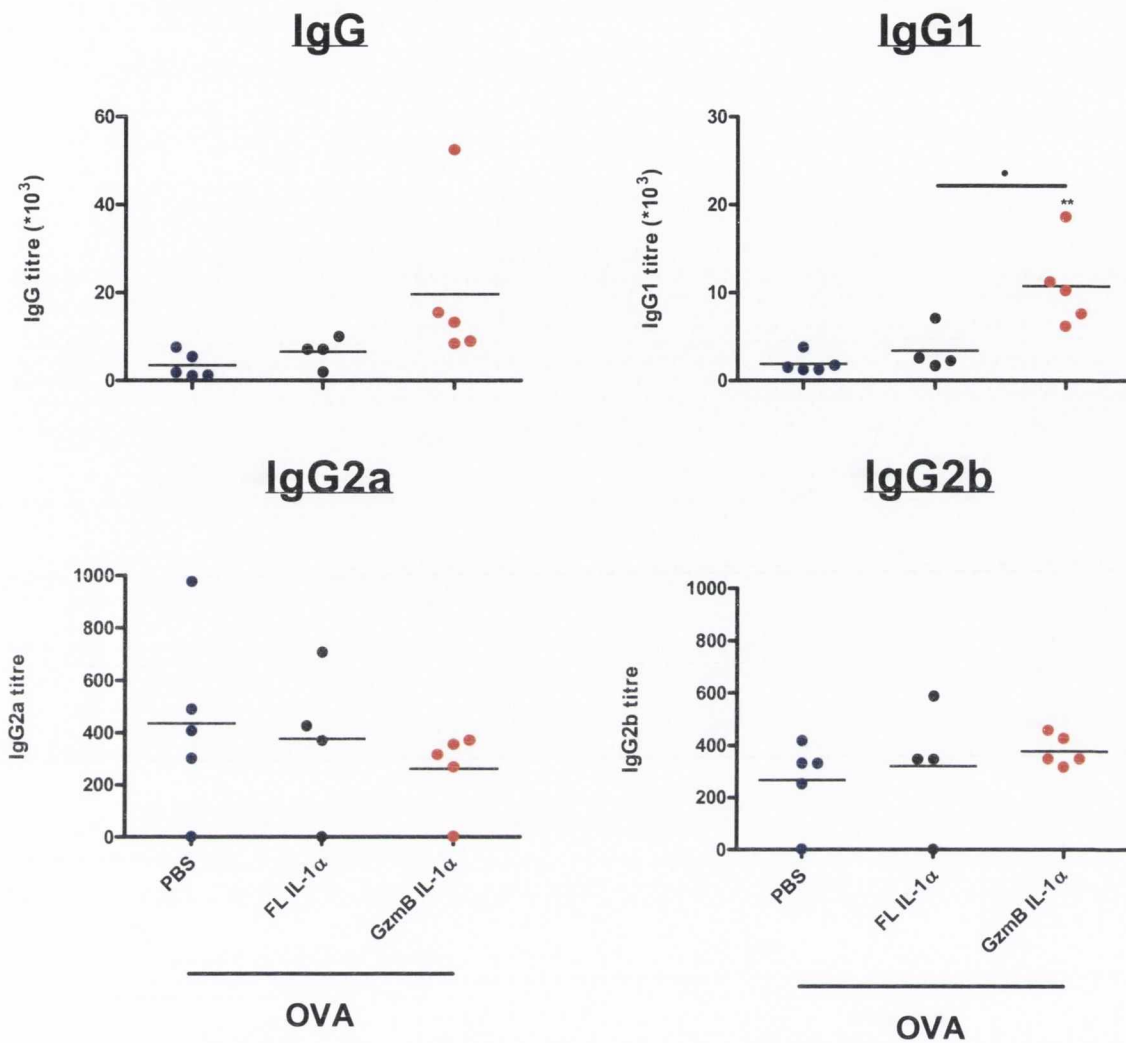 IgG
IgG1
60
40
20
0
IgG titre (*10³)
30
20
10
0
IgG1 titre (*10³)
**
IgG2a
IgG2b
1000
800
600
400
200
0
IgG2a titre
1000
800
600
400
200
0
IgG2b titre
PBS
FL IL-1α
GzmB IL-1α
PBS
FL IL-1α
GzmB IL-1α
OVA
OVA